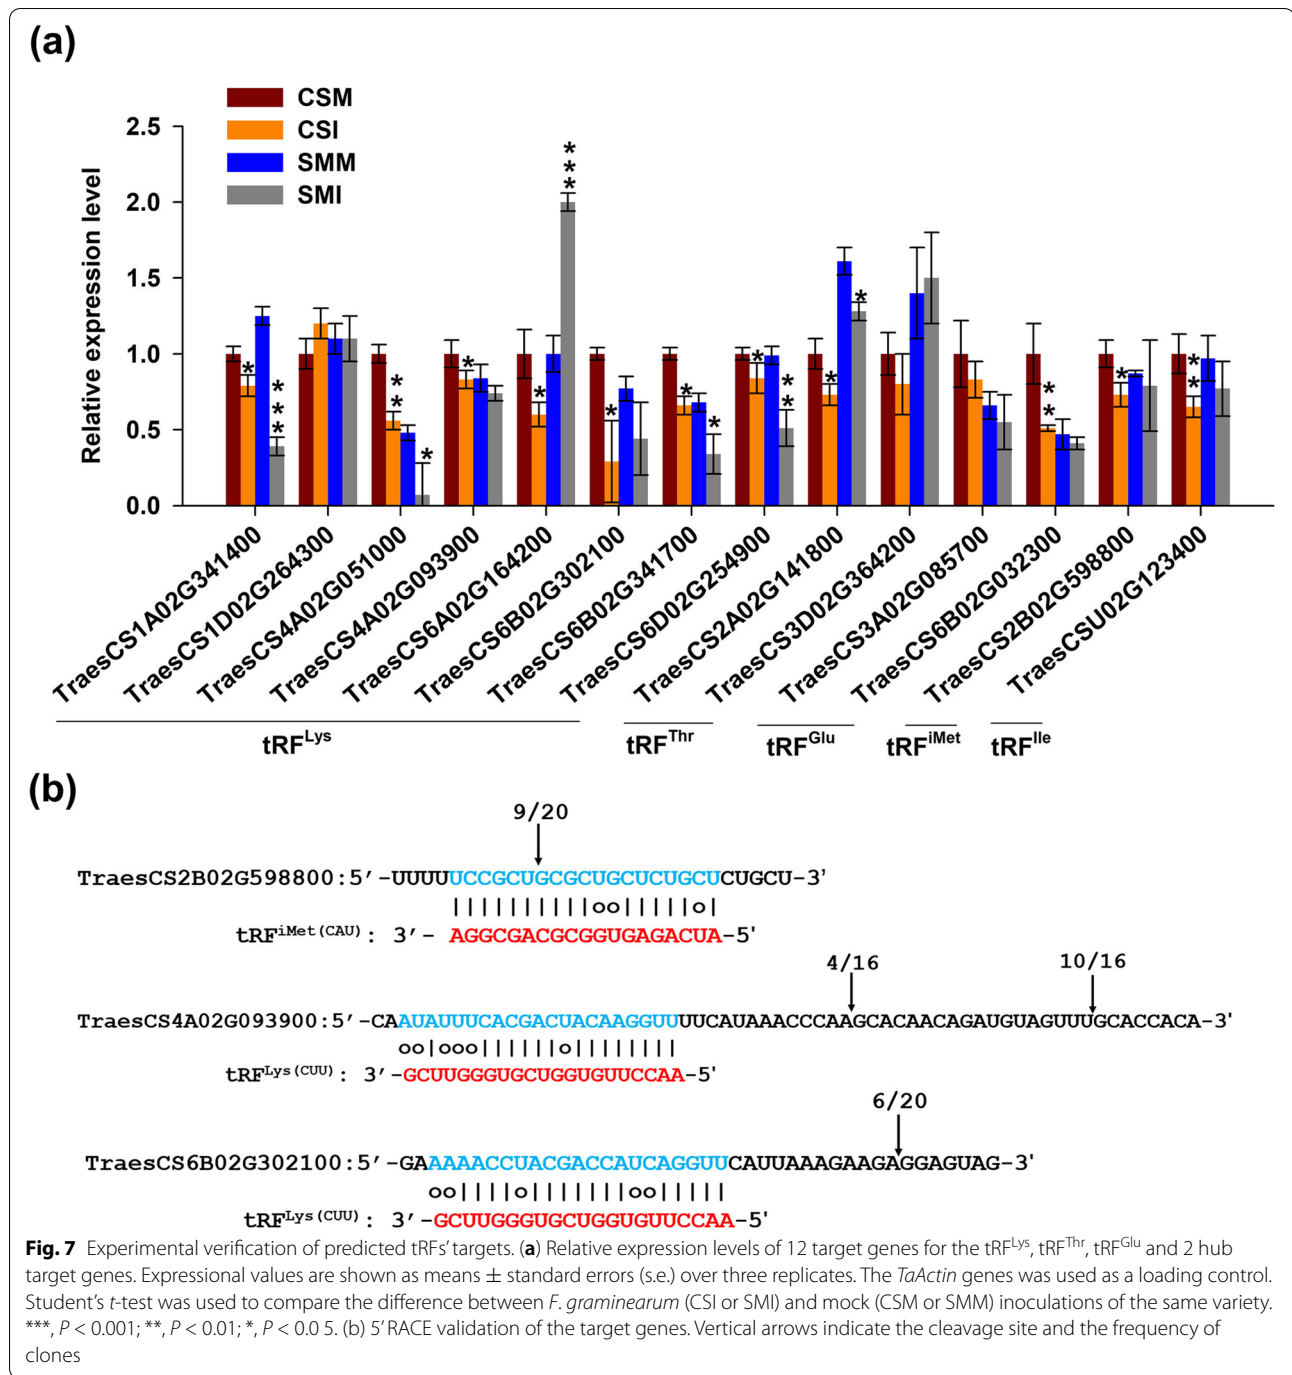 (a)
CSM
CSI
SMM
SMI
Relative expression level
2.5
2.0
1.5
1.0
0.5
0.0
* *** ** * * * *** * * * * ** * * ** * **
TraesCS1A02G341400
TraesCS1D02G264300
TraesCS4A02G051000
TraesCS4A02G093900
TraesCS6A02G164200
TraesCS6B02G302100
TraesCS6B02G341700
TraesCS6D02G254900
TraesCS2A02G141800
TraesCS3D02G364200
TraesCS3A02G085700
TraesCS6B02G032300
TraesCS2B02G598800
TraesCSU02G123400
tRFLys tRFThr tRFGlu tRFiMet tRFIle
(b)
9/20
TraesCS2B02G598800:5′-UUUUUCCGCUGCGCUGCUCUGCUCUGCU-3'
||||||||||oo|||||o|
tRFiMet(CAU): 3′- AGGCGACGCGGUGAGACUA-5'
4/16 10/16
TraesCS4A02G093900:5′-CAAUAUUUCACGACUACAAGGUUUUCAUAAACCCAAGCACAACAGAUGUAGUUUGCACCACA-3'
oo|ooo||||||o||||||||
tRFLys(CUU): 3′-GCUUGGGUGCUGGUGUUCCAA-5'
6/20
TraesCS6B02G302100:5′-GAAAAACCUACGACCAUCAGGUUCAUUAAAGAAGAGGAGUAG-3'
oo||||o|||||||oo|||||
tRFLys(CUU): 3′-GCUUGGGUGCUGGUGUUCCAA-5'
Fig. 7 Experimental verification of predicted tRFs' targets. (a) Relative expression levels of 12 target genes for the tRFLys, tRFThr, tRFGlu and 2 hub
target genes. Expressional values are shown as means ± standard errors (s.e.) over three replicates. The TaActin genes was used as a loading control.
Student's t-test was used to compare the difference between F. graminearum (CSI or SMI) and mock (CSM or SMM) inoculations of the same variety.
***, P < 0.001; **, P < 0.01; *, P < 0.0 5. (b) 5′ RACE validation of the target genes. Vertical arrows indicate the cleavage site and the frequency of
clones